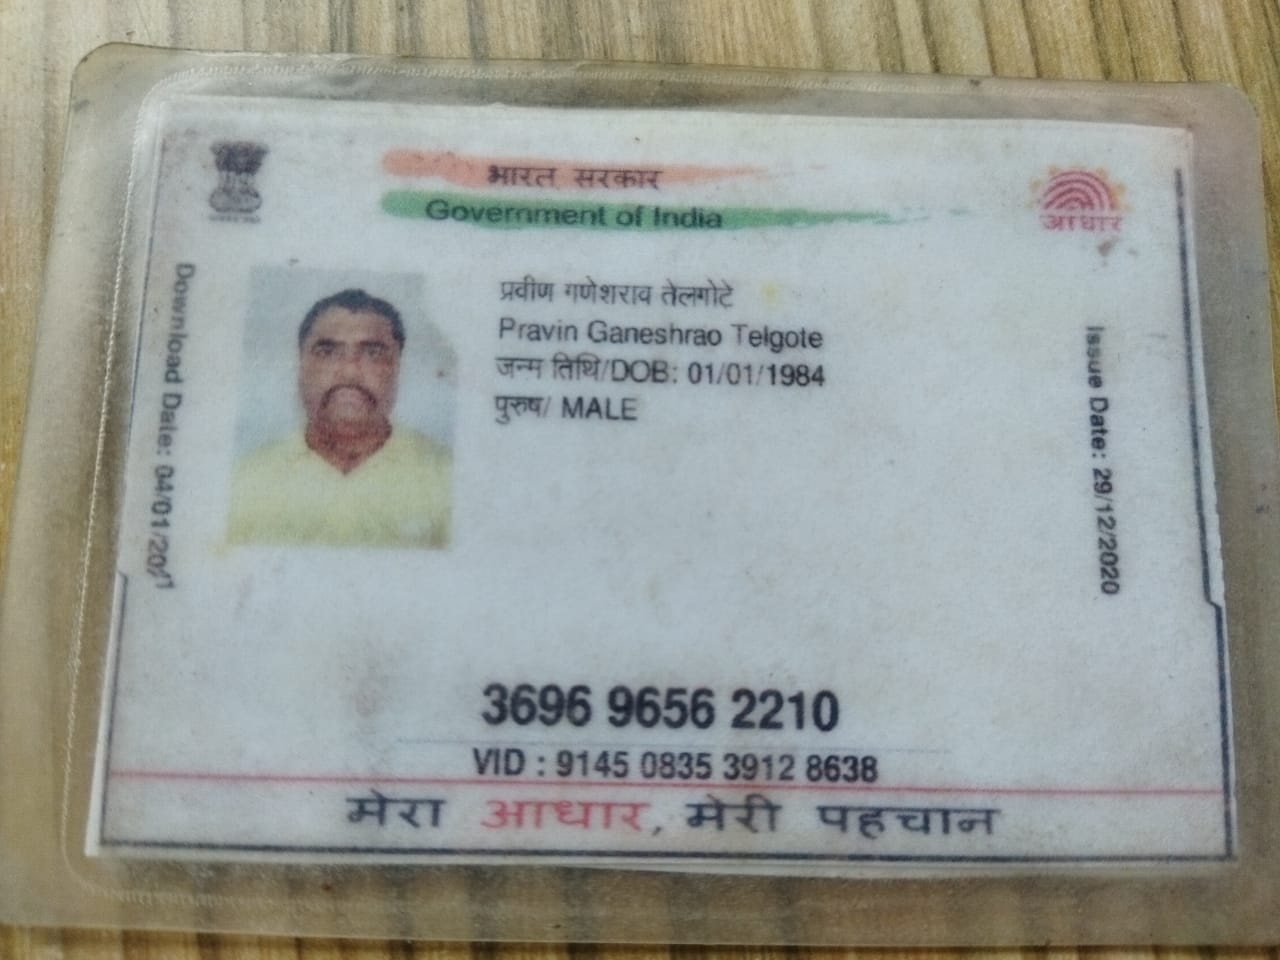 भारत सरकार
Government of India
आधार
Download Date: 04/01/2021
प्रवीण गणेशराव तेलगोटे
Pravin Ganeshrao Telgote
जन्म तिथि/DOB: 01/01/1984
पुरुष/ MALE
Issue Date: 29/12/2020
3696 9656 2210
VID : 9145 0835 3912 8638
मेरा आधार, मेरी पहचान